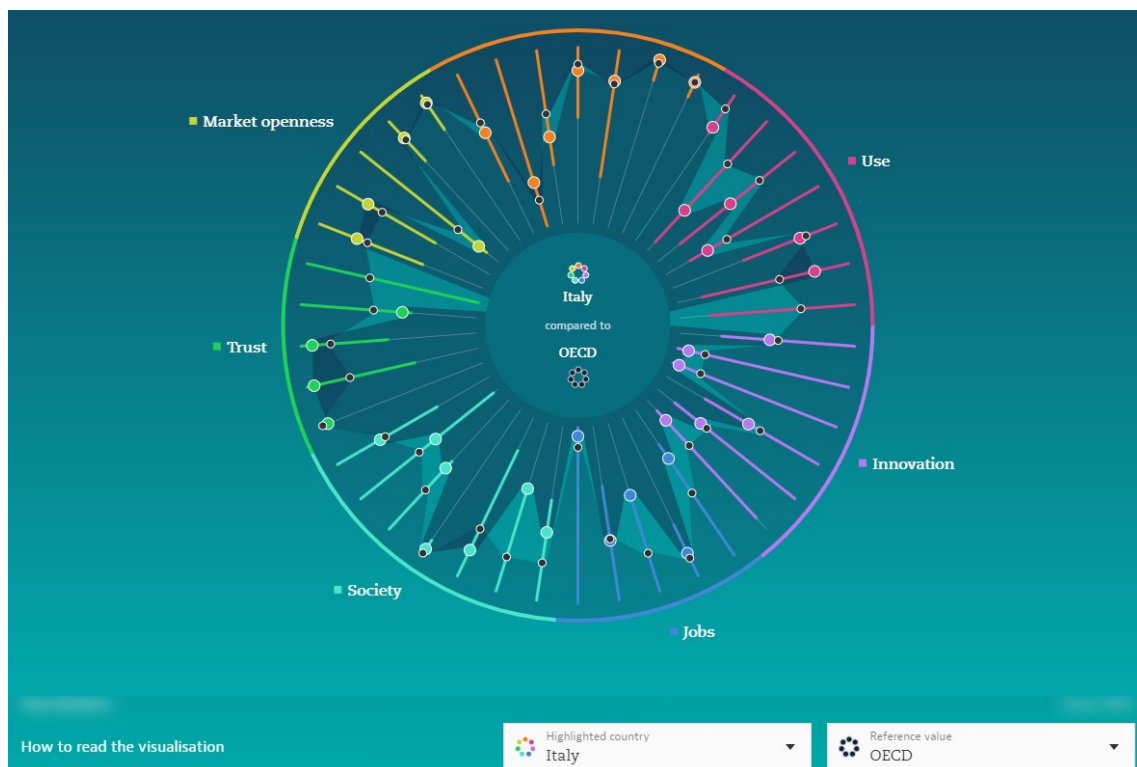 Market openness
Use
Italy
compared to
OECD
Trust
Innovation
Society
Jobs
How to read the visualisation
Highlighted country
Italy
Reference value
OECD